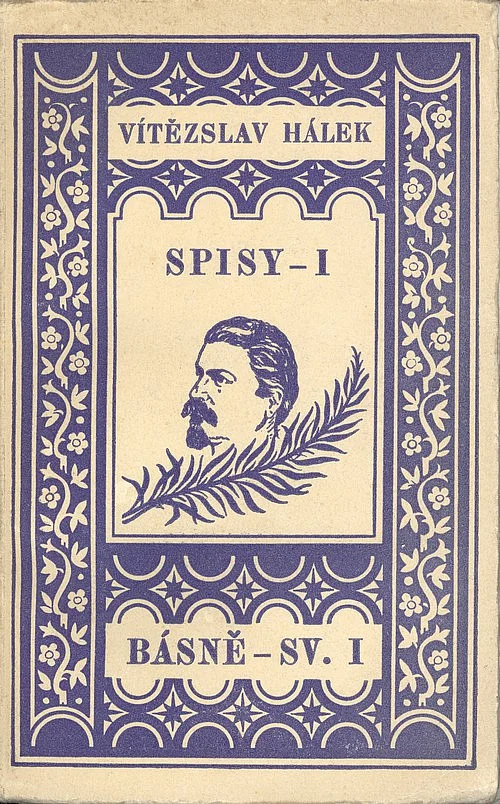 VÍTĚZSLAV HÁLEK
SPISY – I
BÁSNĚ – SV. I